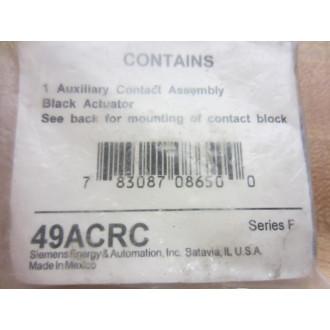 CONTAINS
1 Auxiliary Contact Assembly
Black Actuator
See back for mounting of contact block
7 83087 08650 0
49ACRC Series F
Siemens Energy & Automation, Inc. Batavia, IL U.S.A.
Made in Mexico